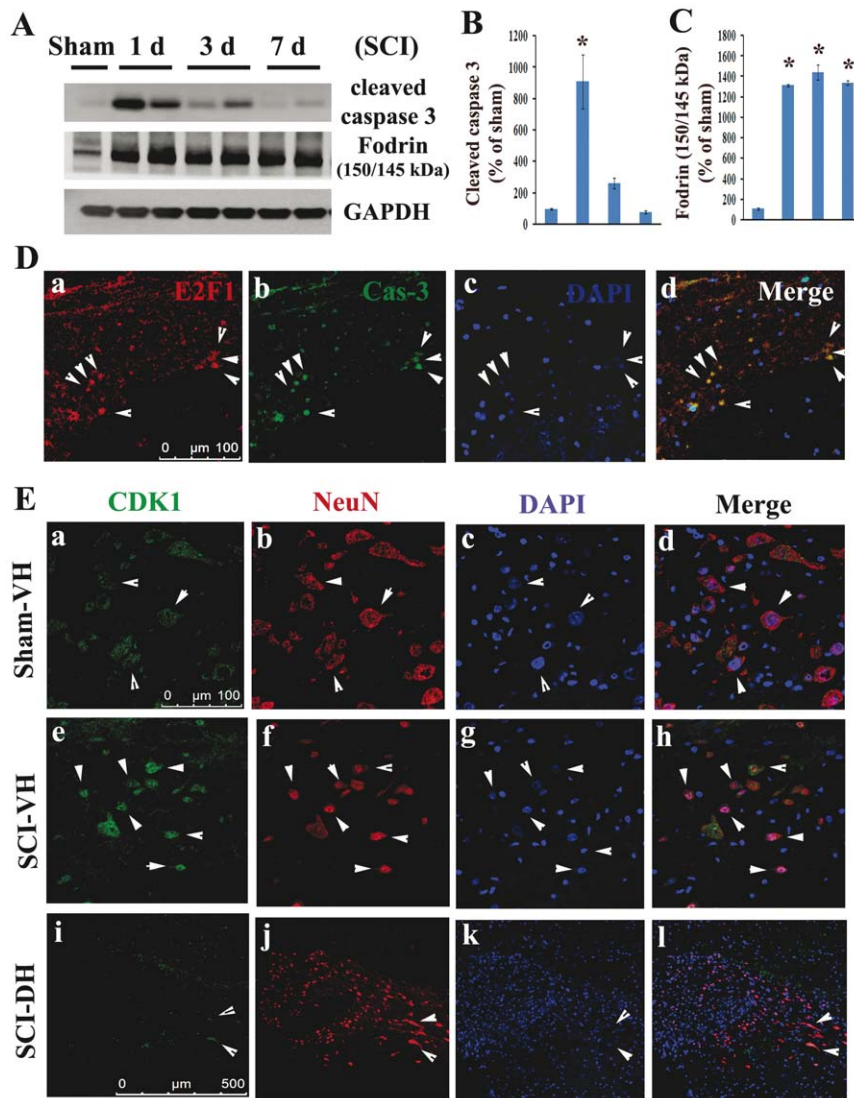 A
Sham 1 d 3 d 7 d (SCI)
cleaved
caspase 3
Fodrin
(150/145 kDa)
GAPDH
B
Cleaved caspase 3
(% of sham)
1200
1000
800
600
400
200
0
*
C
Fodrin (150/145 kDa)
(% of sham)
1800
1600
1400
1200
1000
800
600
400
200
0
* * *
D
a E2F1
0 µm 100
b Cas-3
c DAPI
d Merge
E
CDK1 NeuN DAPI Merge
Sham-VH
a b c d
0 µm 100
SCI-VH
e f g h
SCI-DH
i j k l
0 µm 500